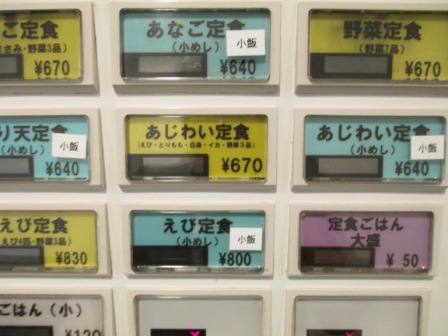 ご定食
さみ・野菜3品)
¥670
あなご定食
(小めし)
小飯
¥640
野菜定食
(野菜7品)
¥670
り天定食
(小めし)
小飯
¥640
あじわい定食
(えび・とりもも・白身・イカ・野菜3品)
¥670
あじわい定食
(小めし)
小飯
¥640
えび定食
えび4匹・野菜3品)
¥830
えび定食
(小めし)
小飯
¥800
定食ごはん
大盛
¥ 50
ごはん(小)
¥120